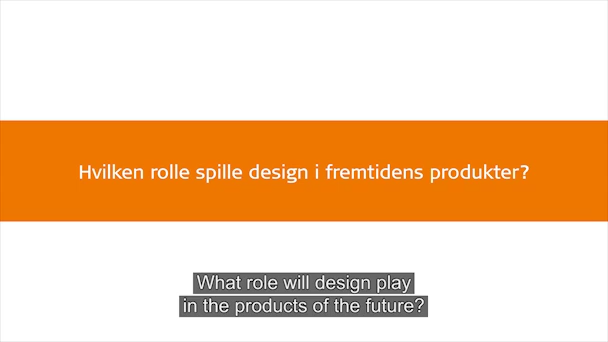 Hvilken rolle spille design i fremtidens produkter?
What role will design play
in the products of the future?